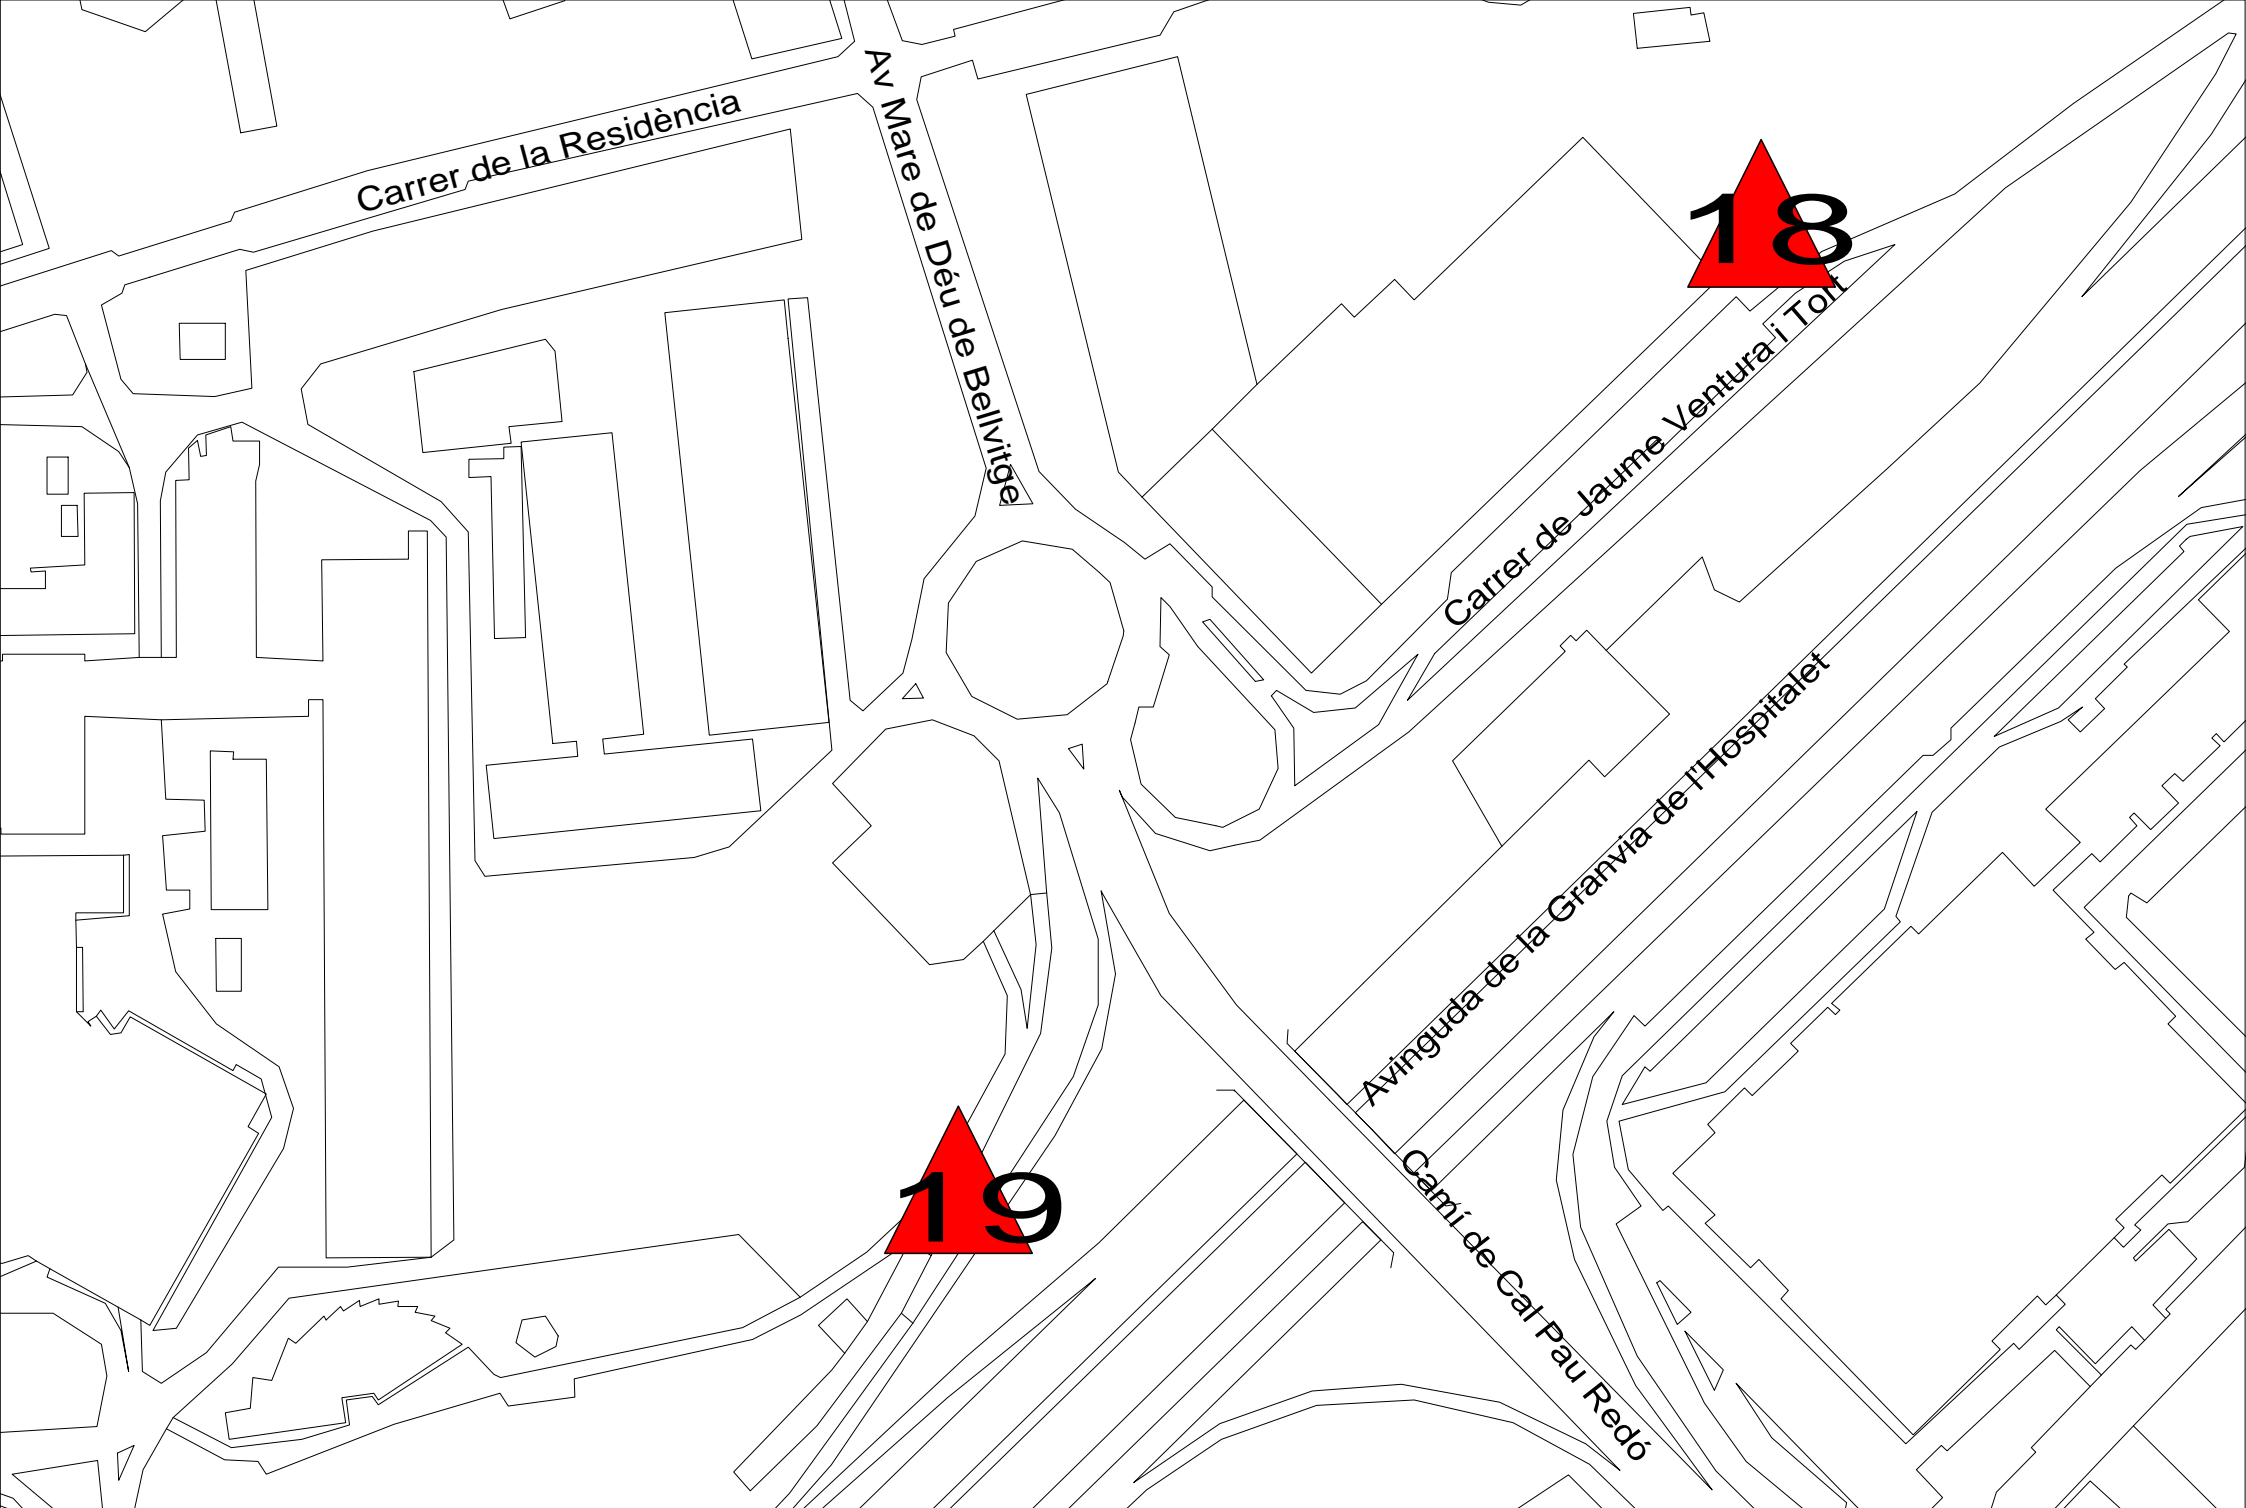 Carrer de la Residència
Av Mare de Déu de Bellvitge
18
Carrer de Jaume Ventura i Tort
Avinguda de la Granvia de l'Hospitalet
19
Camí de Cal Pau Redó